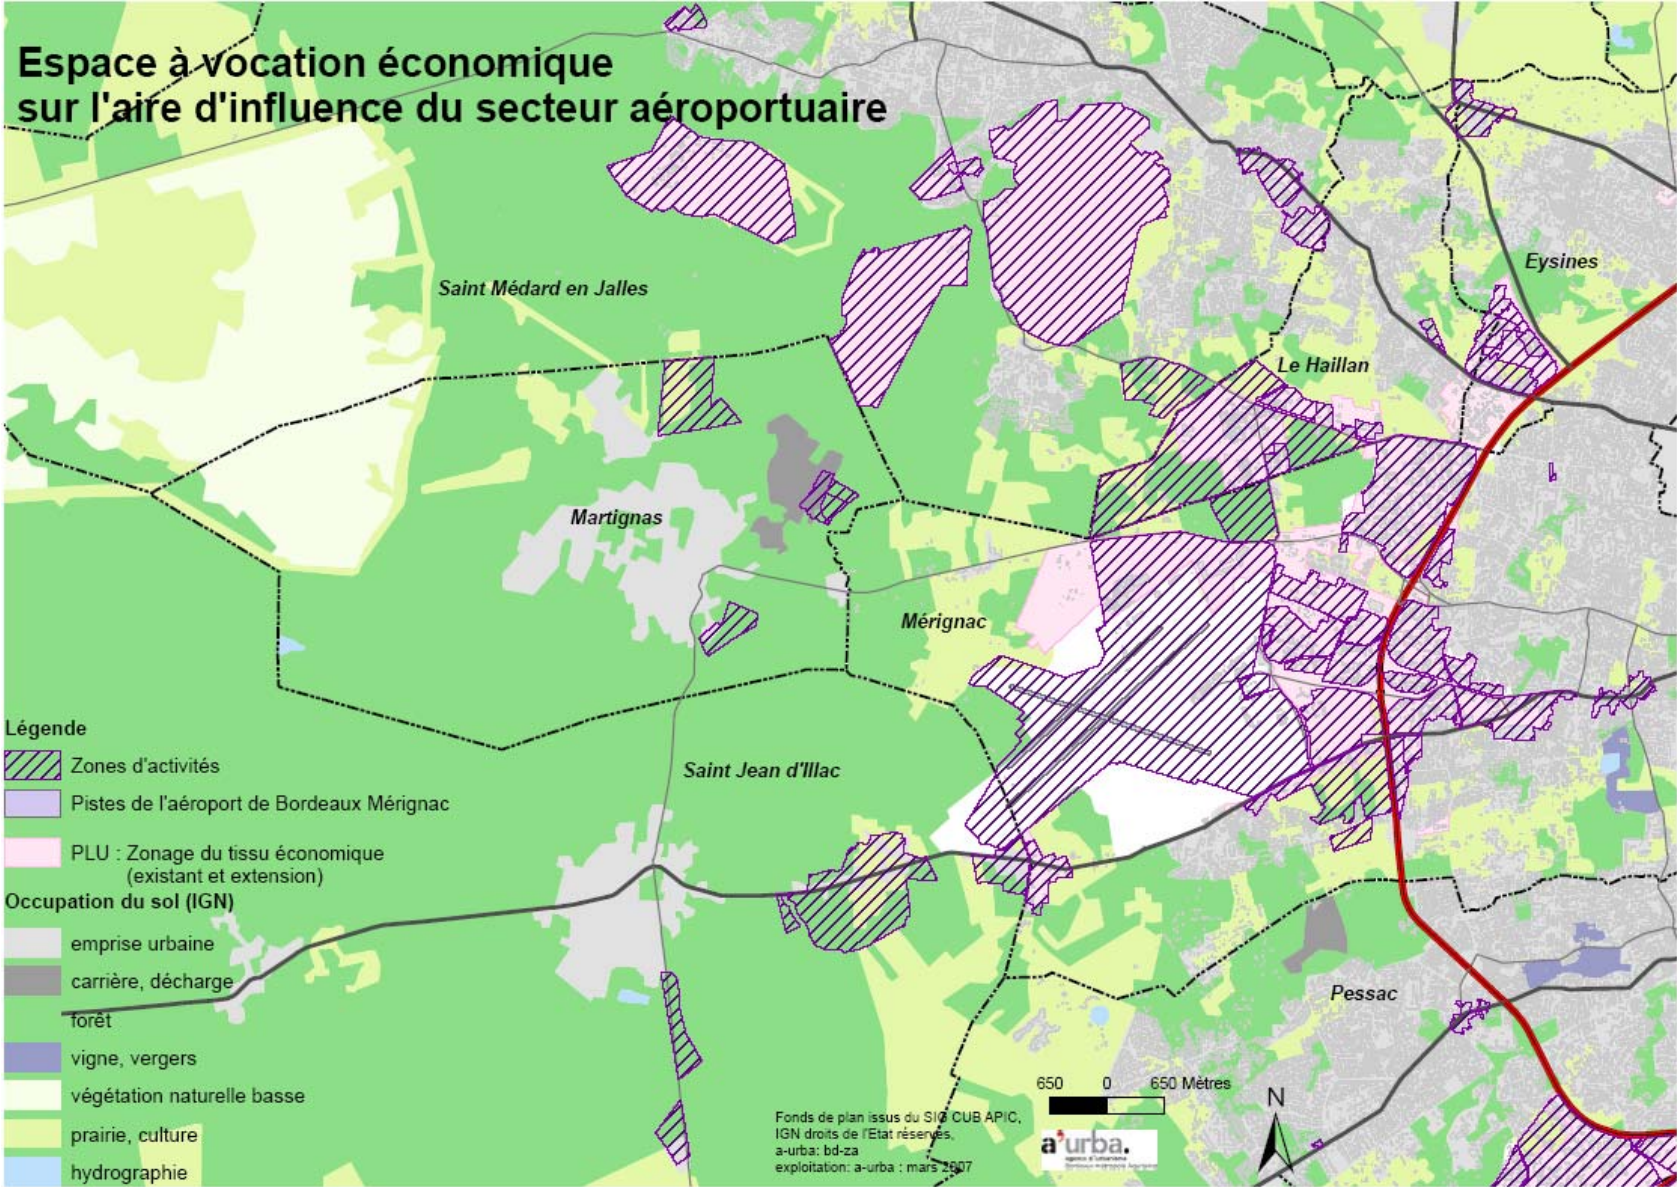 Espace à vocation économique
sur l'aire d'influence du secteur aéroportuaire
Eysines
Saint Médard en Jalles
Le Haillan
Martignas
Mérignac
Saint Jean d'Illac
Pessac
Légende
Zones d'activités
Pistes de l'aéroport de Bordeaux Mérignac
PLU : Zonage du tissu économique
(existant et extension)
Occupation du sol (IGN)
emprise urbaine
carrière, décharge
forêt
vigne, vergers
végétation naturelle basse
prairie, culture
hydrographie
650 0 650 Mètres
N
Fonds de plan issus du SIG CUB APIC,
IGN droits de l'Etat réservés,
a-urba: bd-za
exploitation: a-urba : mars 2007
a'urba.